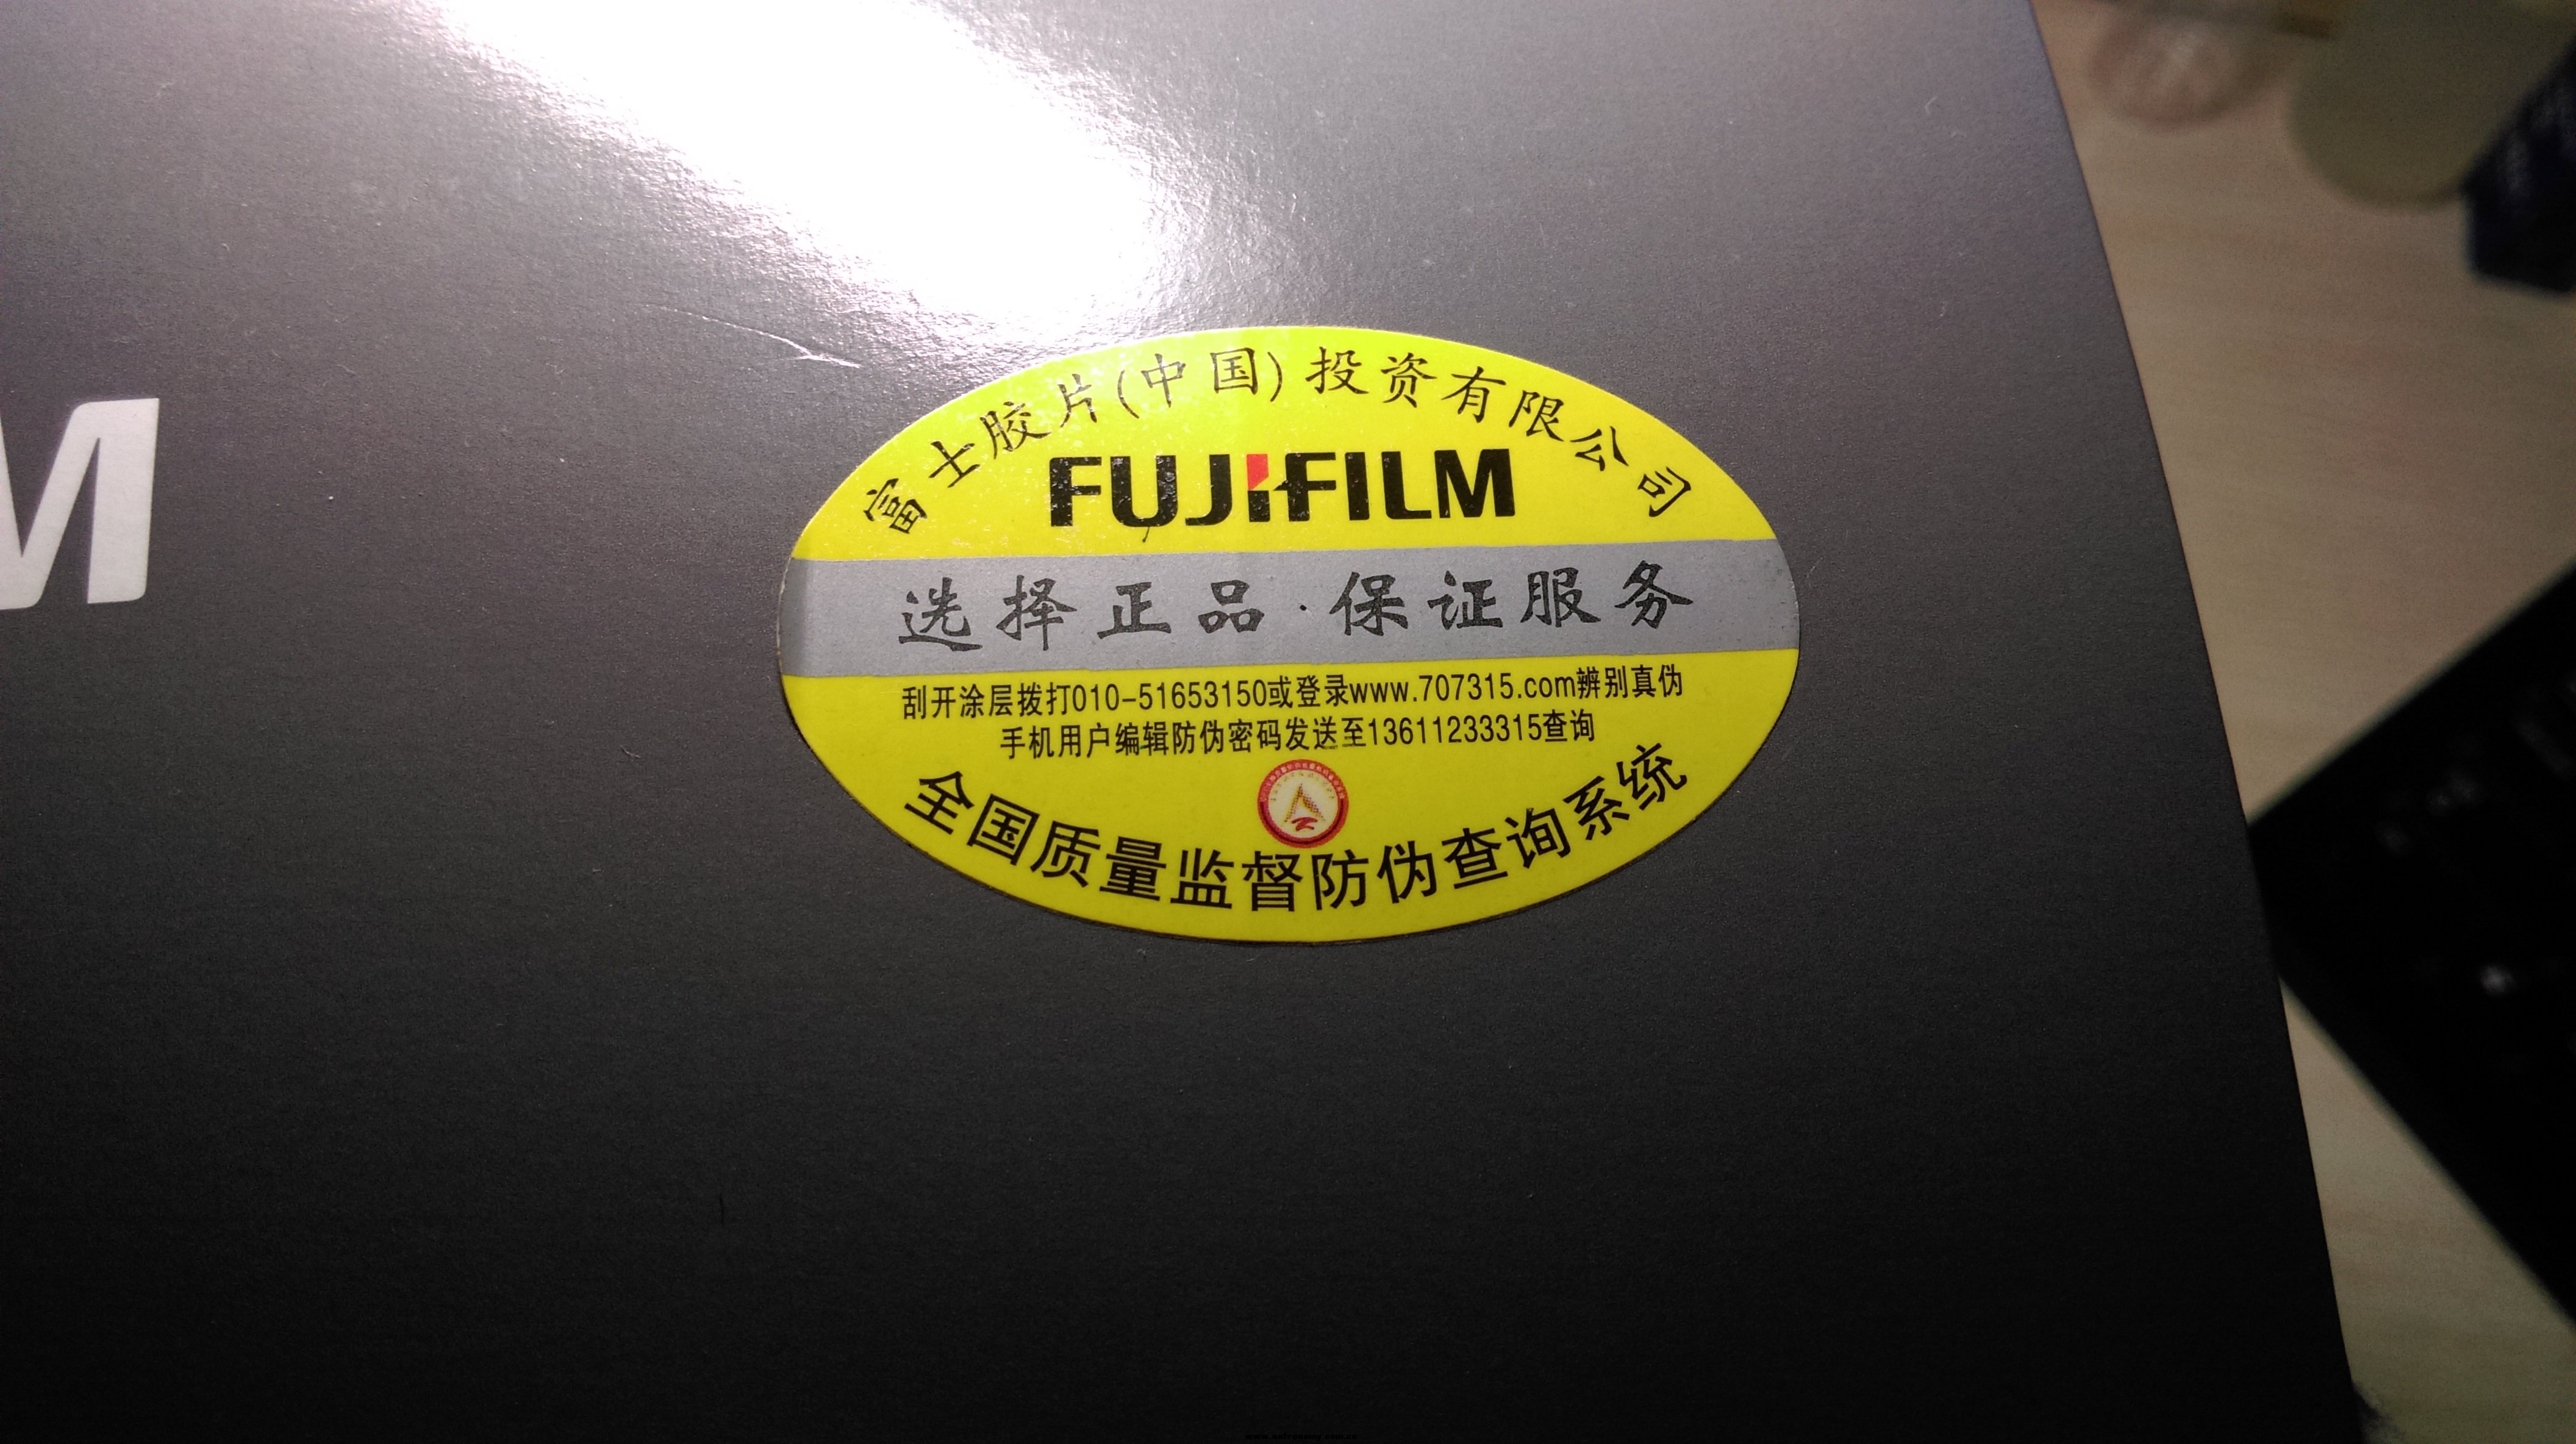 富士胶片(中国)投资有限公司
FUJIFILM
选择正品·保证服务
刮开涂层拨打010-51653150或登录www.707315.com辨别真伪
手机用户编辑防伪密码发送至13611233315查询
全国质量监督防伪查询系统
M